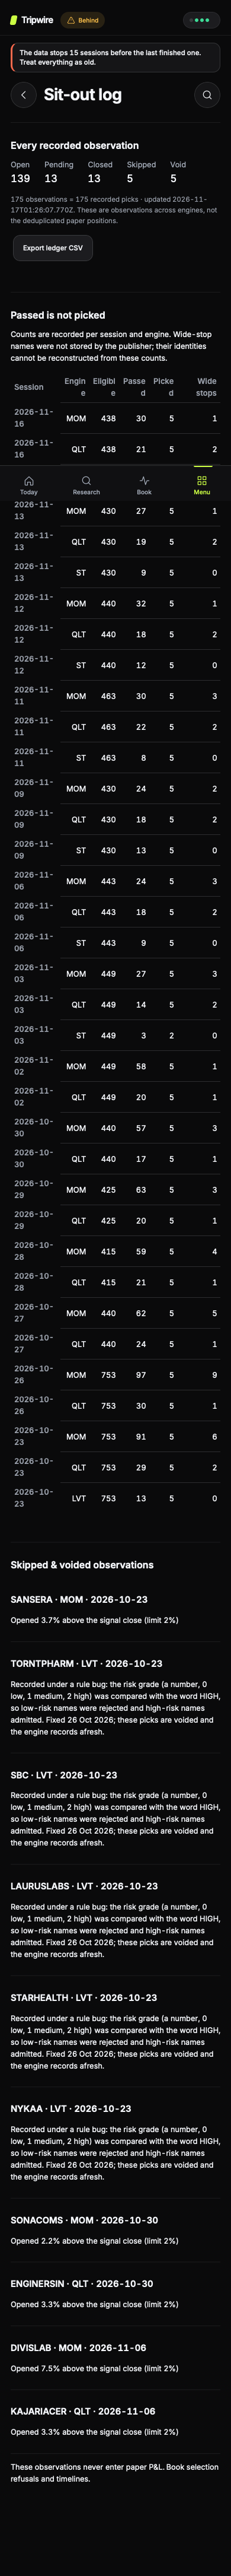 Tripwire
Behind
The data stops 15 sessions before the last finished one.
Treat everything as old.
Sit-out log
Every recorded observation
Open Pending Closed Skipped Void
139 13 13 5 5
175 observations = 175 recorded picks · updated 2026-11-
17T01:26:07.770Z. These are observations across engines, not
the deduplicated paper positions.
Export ledger CSV
Passed is not picked
Counts are recorded per session and engine. Wide-stop
names were not stored by the publisher; their identities
cannot be reconstructed from these counts.
Session Engine Eligible Passed Picked Wide stops
2026-11-16 MOM 438 30 5 1
2026-11-16 QLT 438 21 5 2
Today Research Book Menu
2026-11-13 MOM 430 27 5 1
2026-11-13 QLT 430 19 5 2
2026-11-13 ST 430 9 5 0
2026-11-12 MOM 440 32 5 1
2026-11-12 QLT 440 18 5 2
2026-11-12 ST 440 12 5 0
2026-11-11 MOM 463 30 5 3
2026-11-11 QLT 463 22 5 2
2026-11-11 ST 463 8 5 0
2026-11-09 MOM 430 24 5 2
2026-11-09 QLT 430 18 5 2
2026-11-09 ST 430 13 5 0
2026-11-06 MOM 443 24 5 3
2026-11-06 QLT 443 18 5 2
2026-11-06 ST 443 9 5 0
2026-11-03 MOM 449 27 5 3
2026-11-03 QLT 449 14 5 2
2026-11-03 ST 449 3 2 0
2026-11-02 MOM 449 58 5 1
2026-11-02 QLT 449 20 5 1
2026-10-30 MOM 440 57 5 3
2026-10-30 QLT 440 17 5 1
2026-10-29 MOM 425 63 5 3
2026-10-29 QLT 425 20 5 1
2026-10-28 MOM 415 59 5 4
2026-10-28 QLT 415 21 5 1
2026-10-27 MOM 440 62 5 5
2026-10-27 QLT 440 24 5 1
2026-10-26 MOM 753 97 5 9
2026-10-26 QLT 753 30 5 1
2026-10-23 MOM 753 91 5 6
2026-10-23 QLT 753 29 5 2
2026-10-23 LVT 753 13 5 0
Skipped & voided observations
SANSERA · MOM · 2026-10-23
Opened 3.7% above the signal close (limit 2%)
TORNTPHARM · LVT · 2026-10-23
Recorded under a rule bug: the risk grade (a number, 0
low, 1 medium, 2 high) was compared with the word HIGH,
so low-risk names were rejected and high-risk names
admitted. Fixed 26 Oct 2026; these picks are voided and
the engine records afresh.
SBC · LVT · 2026-10-23
Recorded under a rule bug: the risk grade (a number, 0
low, 1 medium, 2 high) was compared with the word HIGH,
so low-risk names were rejected and high-risk names
admitted. Fixed 26 Oct 2026; these picks are voided and
the engine records afresh.
LAURUSLABS · LVT · 2026-10-23
Recorded under a rule bug: the risk grade (a number, 0
low, 1 medium, 2 high) was compared with the word HIGH,
so low-risk names were rejected and high-risk names
admitted. Fixed 26 Oct 2026; these picks are voided and
the engine records afresh.
STARHEALTH · LVT · 2026-10-23
Recorded under a rule bug: the risk grade (a number, 0
low, 1 medium, 2 high) was compared with the word HIGH,
so low-risk names were rejected and high-risk names
admitted. Fixed 26 Oct 2026; these picks are voided and
the engine records afresh.
NYKAA · LVT · 2026-10-23
Recorded under a rule bug: the risk grade (a number, 0
low, 1 medium, 2 high) was compared with the word HIGH,
so low-risk names were rejected and high-risk names
admitted. Fixed 26 Oct 2026; these picks are voided and
the engine records afresh.
SONACOMS · MOM · 2026-10-30
Opened 2.2% above the signal close (limit 2%)
ENGINERSIN · QLT · 2026-10-30
Opened 3.3% above the signal close (limit 2%)
DIVISLAB · MOM · 2026-11-06
Opened 7.5% above the signal close (limit 2%)
KAJARIACER · QLT · 2026-11-06
Opened 3.3% above the signal close (limit 2%)
These observations never enter paper P&L. Book selection
refusals and timelines.